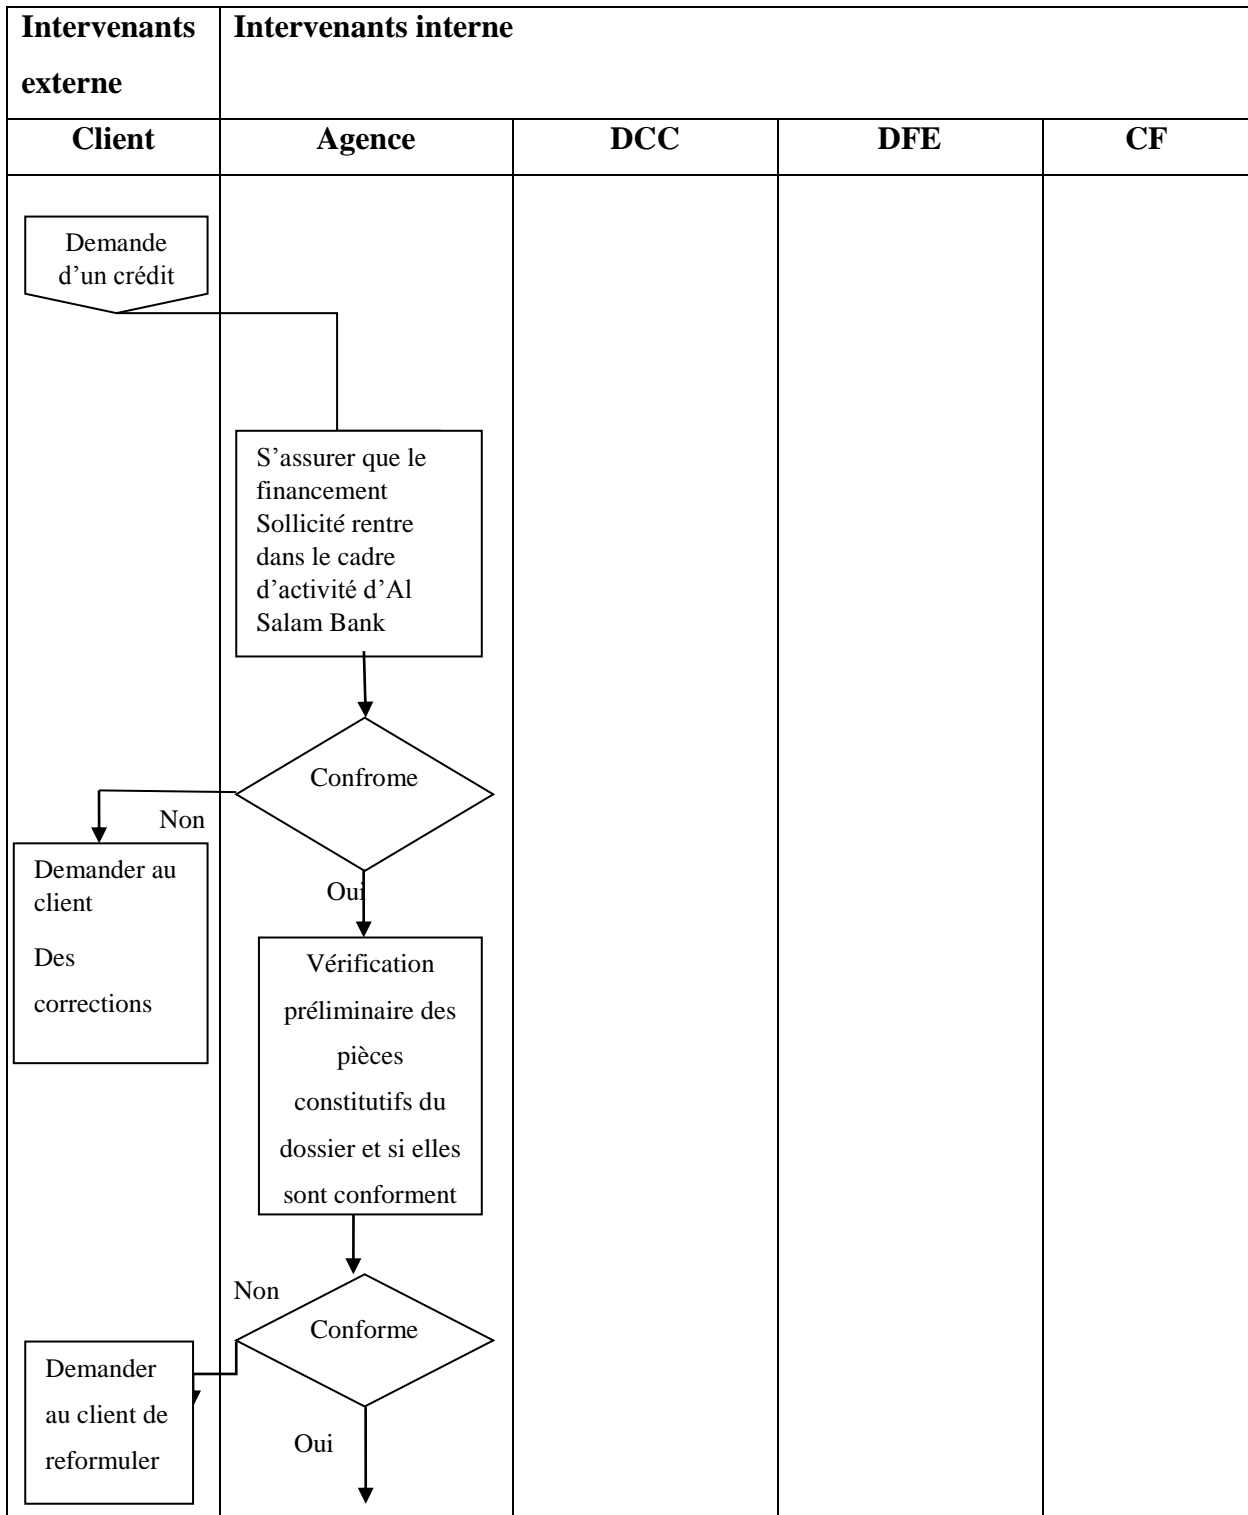 Intervenants
externe
Intervenants interne
Client
Agence
DCC
DFE
CF
Demande
d’un crédit
S’assurer que le
financement
Sollicité rentre
dans le cadre
d’activité d’Al
Salam Bank
Confrome
Non
Demander au
client
Des
corrections
Oui
Vérification
préliminaire des
pièces
constitutifs du
dossier et si elles
sont conforment
Non
Conforme
Demander
au client de
reformuler
Oui